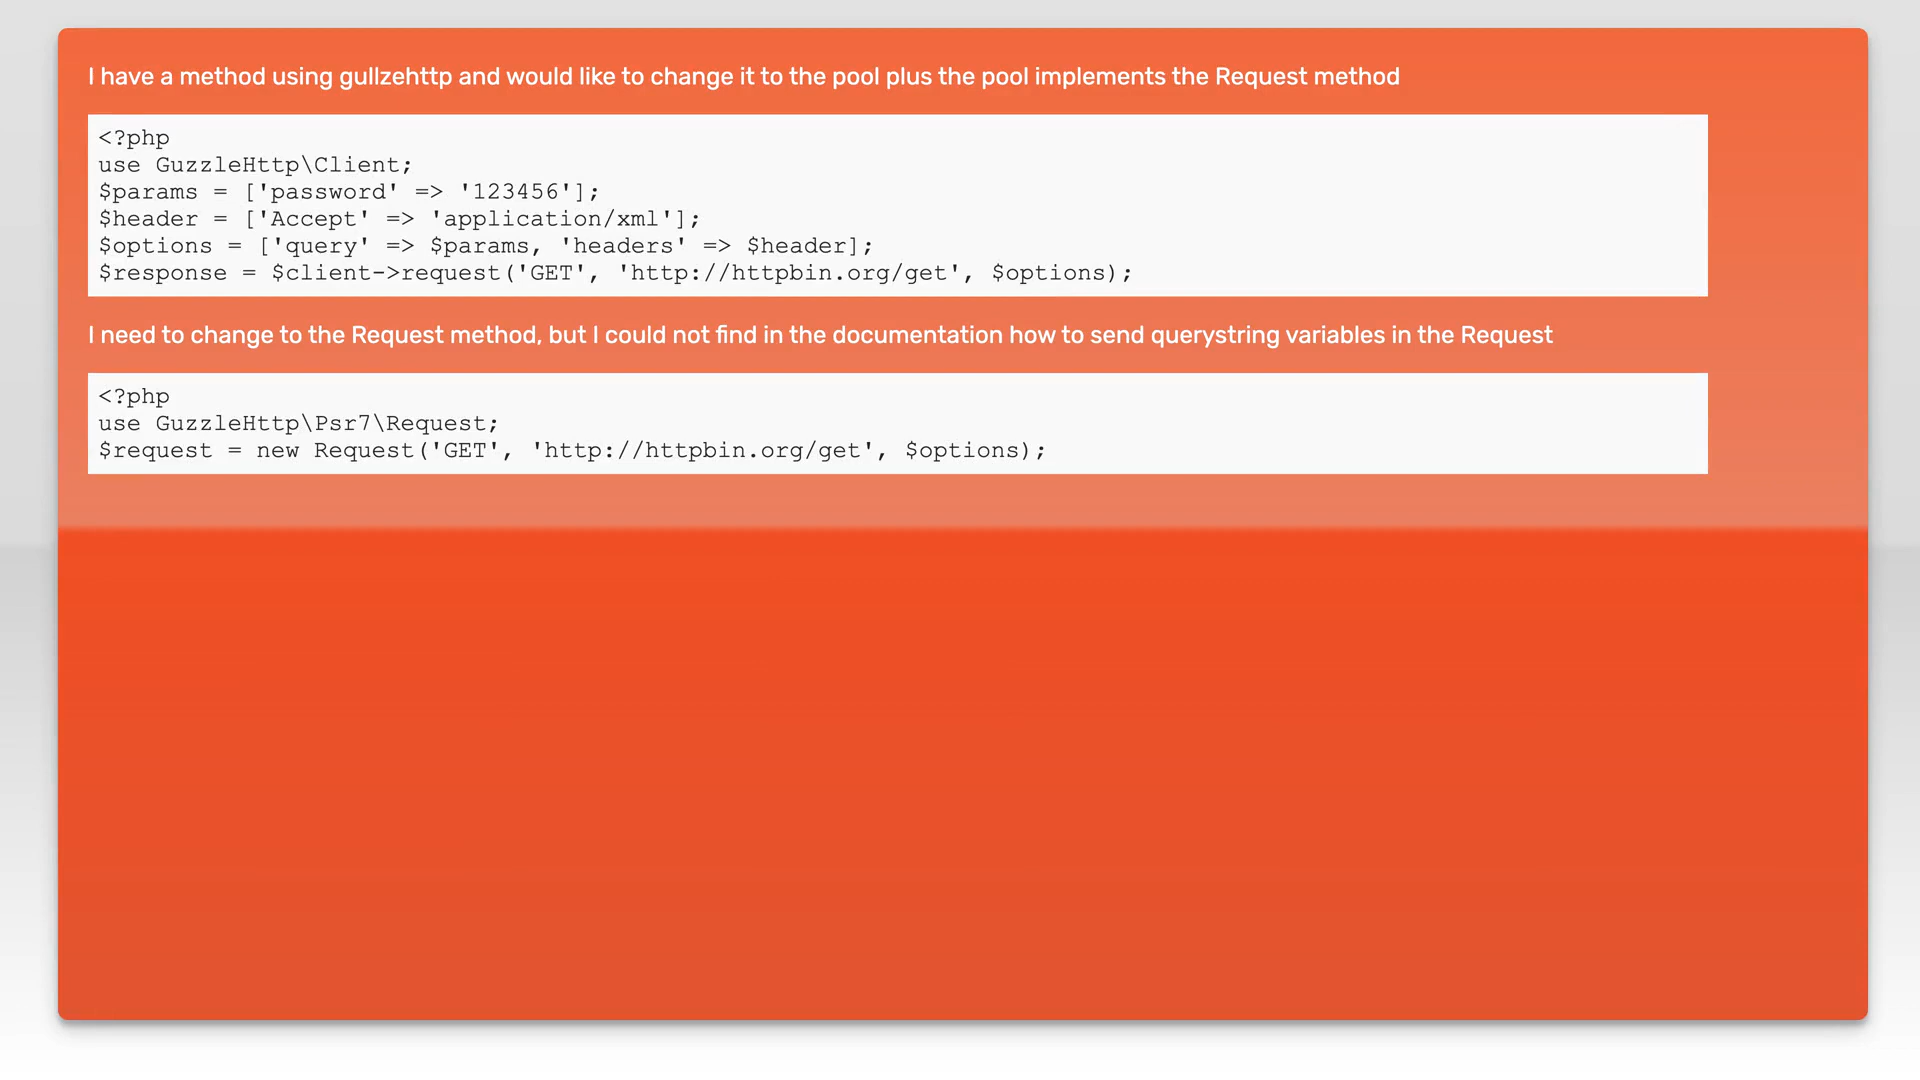 I have a method using gullzehttp and would like to change it to the pool plus the pool implements the Request method
<?php
use GuzzleHttp\Client;
$params = ['password' => '123456'];
$header = ['Accept' => 'application/xml'];
$options = ['query' => $params, 'headers' => $header];
$response = $client->request('GET', 'http://httpbin.org/get', $options);
I need to change to the Request method, but I could not find in the documentation how to send querystring variables in the Request
<?php
use GuzzleHttp\Psr7\Request;
$request = new Request('GET', 'http://httpbin.org/get', $options);